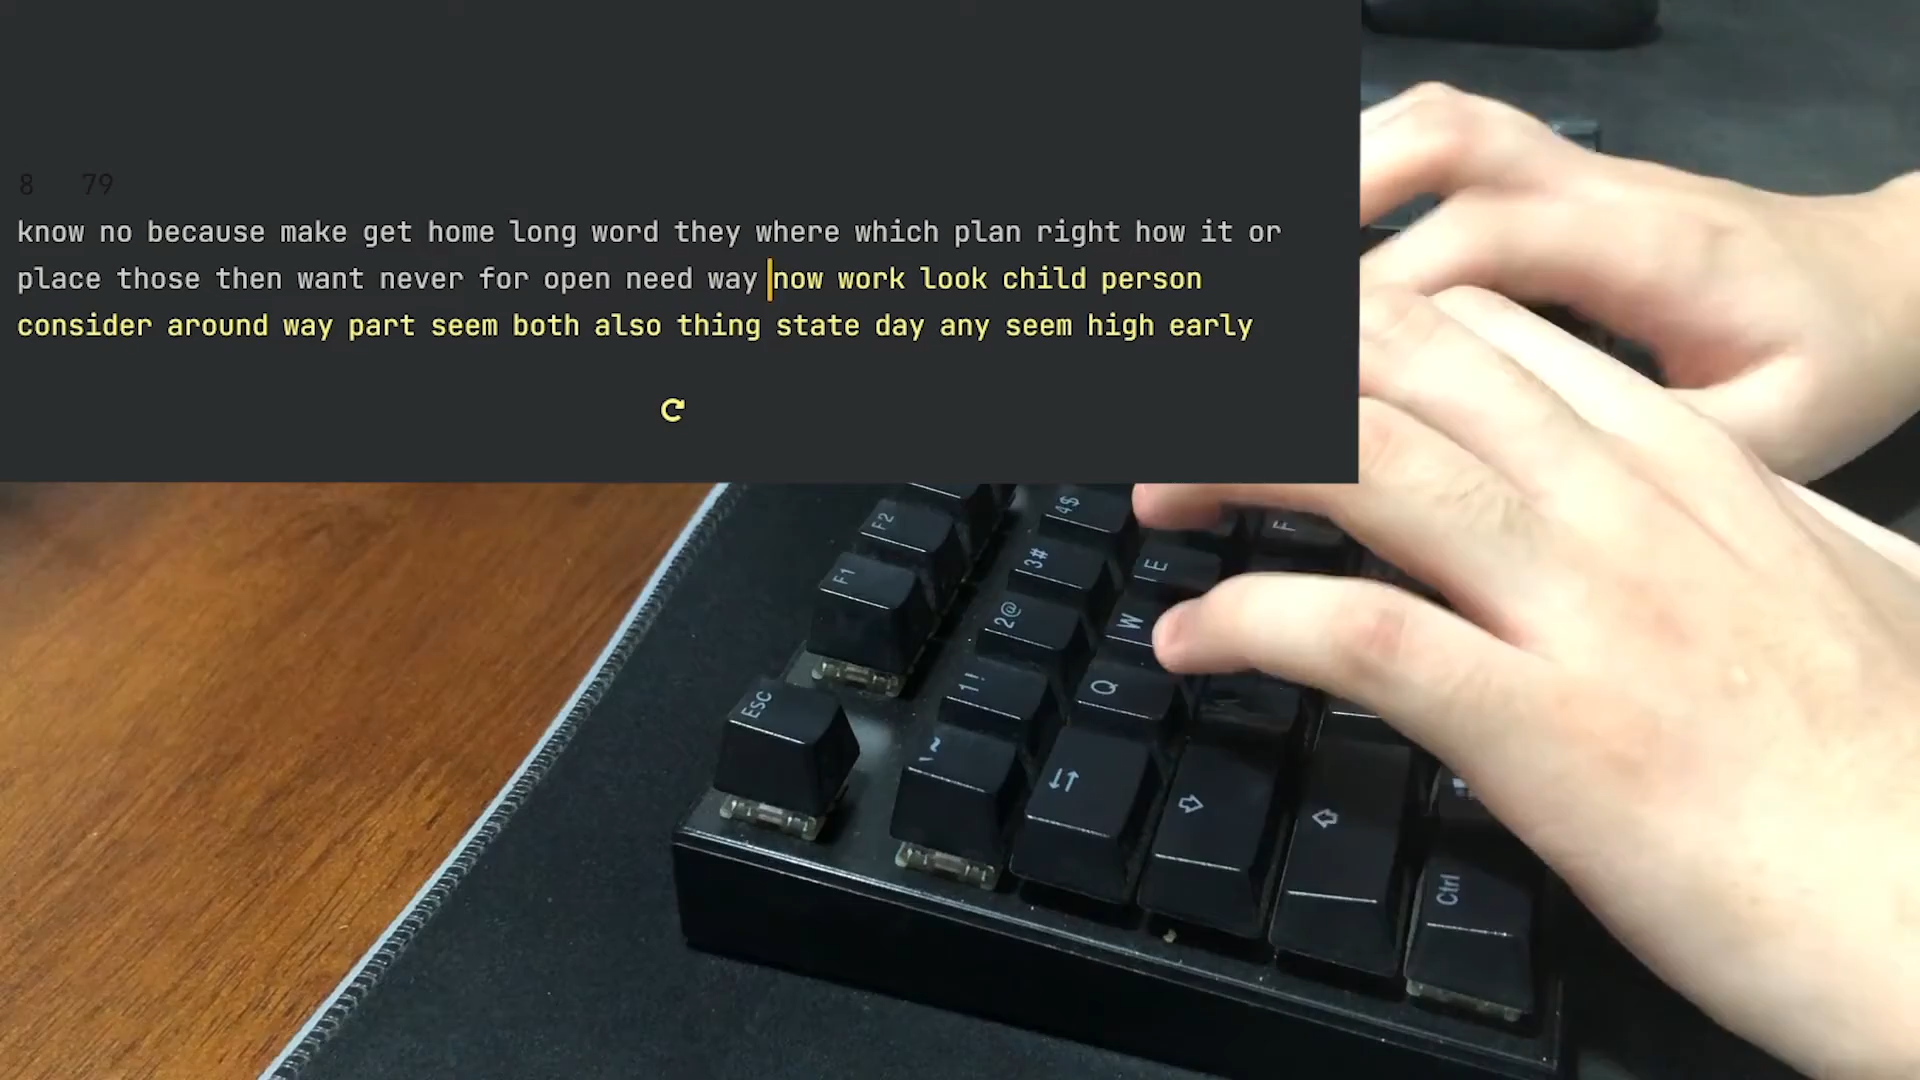 8 79
know no because make get home long word they where which plan right how it or
place those then want never for open need way now work look child person
consider around way part seem both also thing state day any seem high early
4$
F2
F
3#
E
F1
2@
W
1!
Q
Esc
~
Ctrl